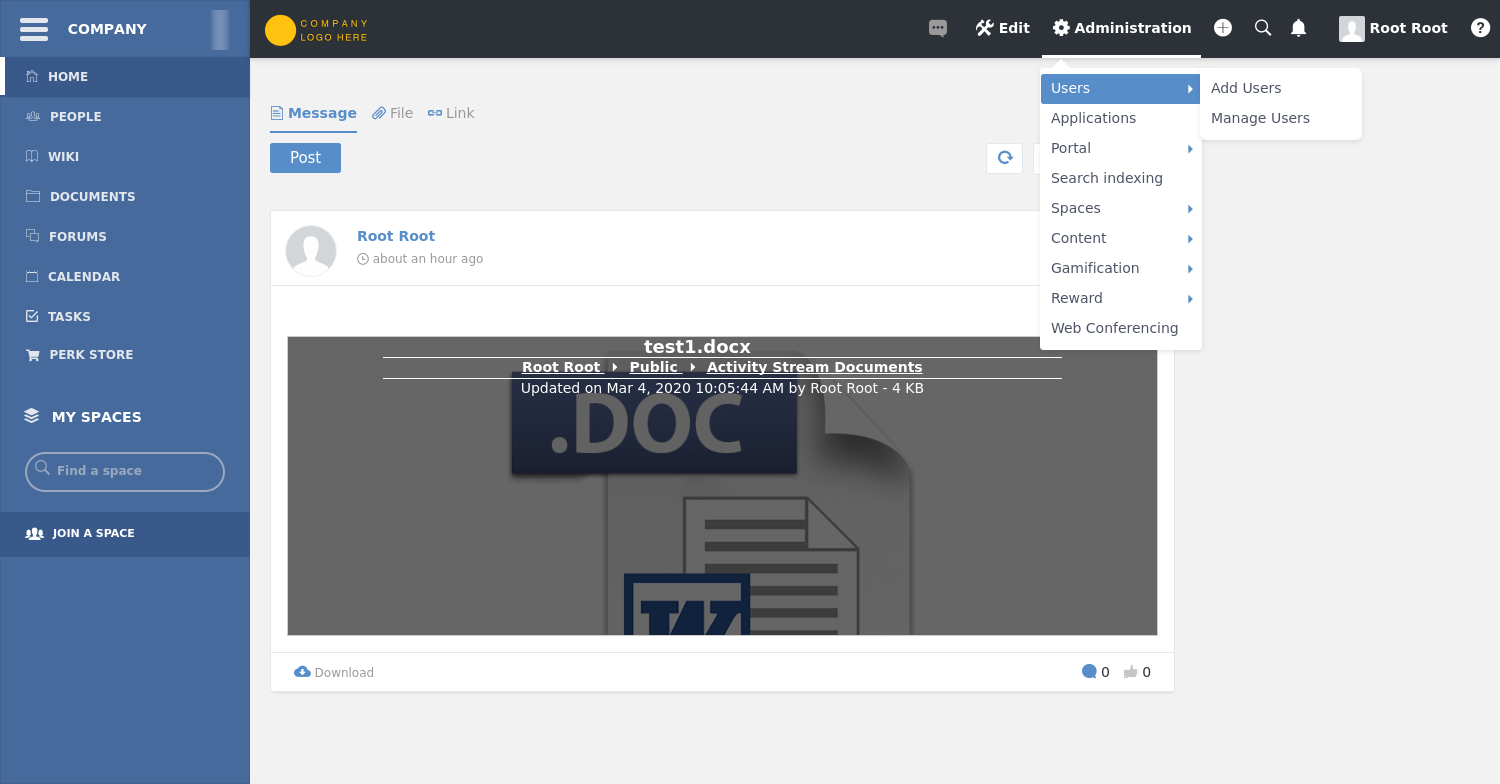 COMPANY
COMPANY
LOGO HERE
Edit
Administration
Root Root
?
HOME
PEOPLE
WIKI
DOCUMENTS
FORUMS
CALENDAR
TASKS
PERK STORE
MY SPACES
Find a space
JOIN A SPACE
Message
File
Link
Post
Users
Add Users
Applications
Manage Users
Portal
Search indexing
Spaces
Content
Gamification
Reward
Web Conferencing
Root Root
about an hour ago
test1.docx
Root Root Public Activity Stream Documents
Updated on Mar 4, 2020 10:05:44 AM by Root Root - 4 KB
.DOC
W
Download
0
0